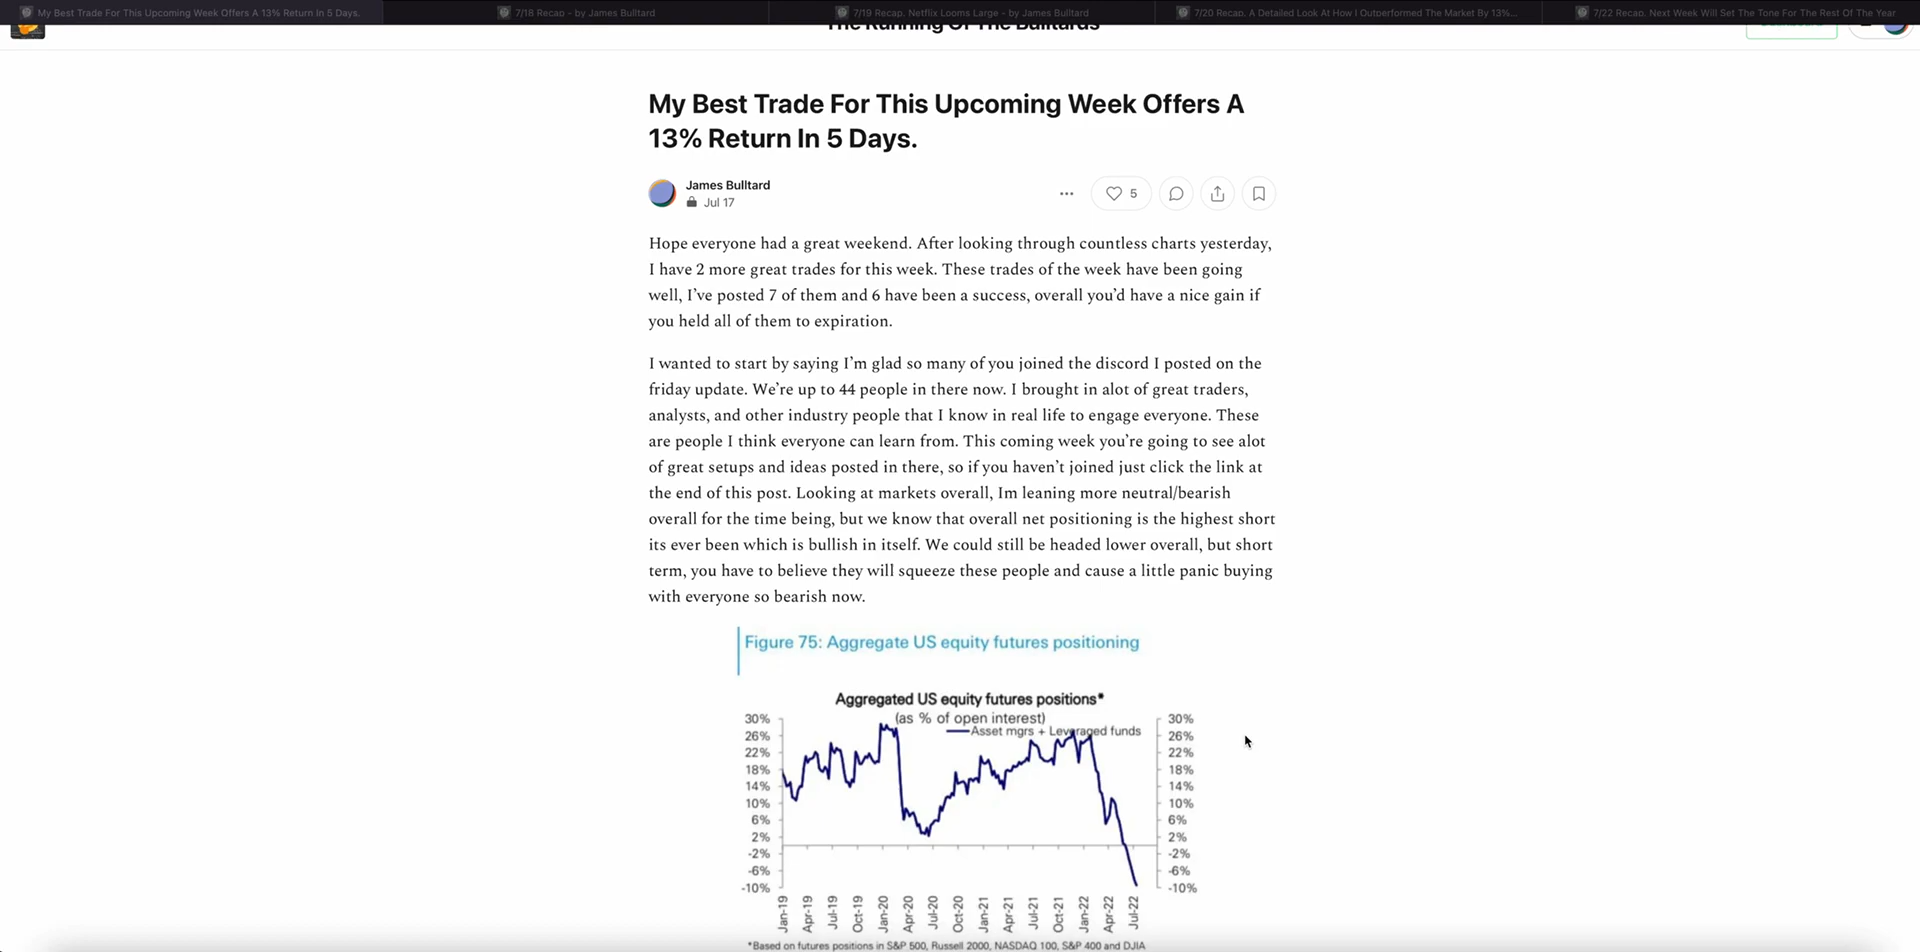 My Best Trade For This Upcoming Week Offers A 13% Return In 5 Days.
7/18 Recap - by James Bulltard
7/19 Recap. Netflix Looms Large - by James Bulltard
7/20 Recap. A Detailed Look At How I Outperformed The Market By 13%...
7/22 Recap. Next Week Will Set The Tone For The Rest Of The Year
The Running Of The Bulltards
My Best Trade For This Upcoming Week Offers A
13% Return In 5 Days.
James Bulltard
Jul 17
5
Hope everyone had a great weekend. After looking through countless charts yesterday,
I have 2 more great trades for this week. These trades of the week have been going
well, I’ve posted 7 of them and 6 have been a success, overall you’d have a nice gain if
you held all of them to expiration.
I wanted to start by saying I’m glad so many of you joined the discord I posted on the
friday update. We’re up to 44 people in there now. I brought in alot of great traders,
analysts, and other industry people that I know in real life to engage everyone. These
are people I think everyone can learn from. This coming week you’re going to see alot
of great setups and ideas posted in there, so if you haven’t joined just click the link at
the end of this post. Looking at markets overall, Im leaning more neutral/bearish
overall for the time being, but we know that overall net positioning is the highest short
its ever been which is bullish in itself. We could still be headed lower overall, but short
term, you have to believe they will squeeze these people and cause a little panic buying
with everyone so bearish now.
Figure 75: Aggregate US equity futures positioning
Aggregated US equity futures positions*
(as % of open interest)
Asset mgrs + Leveraged funds
30% 30%
26% 26%
22% 22%
18% 18%
14% 14%
10% 10%
6% 6%
2% 2%
-2% -2%
-6% -6%
-10% -10%
Jan-19 Apr-19 Jul-19 Oct-19 Jan-20 Apr-20 Jul-20 Oct-20 Jan-21 Apr-21 Jul-21 Oct-21 Jan-22 Apr-22 Jul-22
*Based on futures positions in S&P 500, Russell 2000, NASDAQ 100, S&P 400 and DJIA